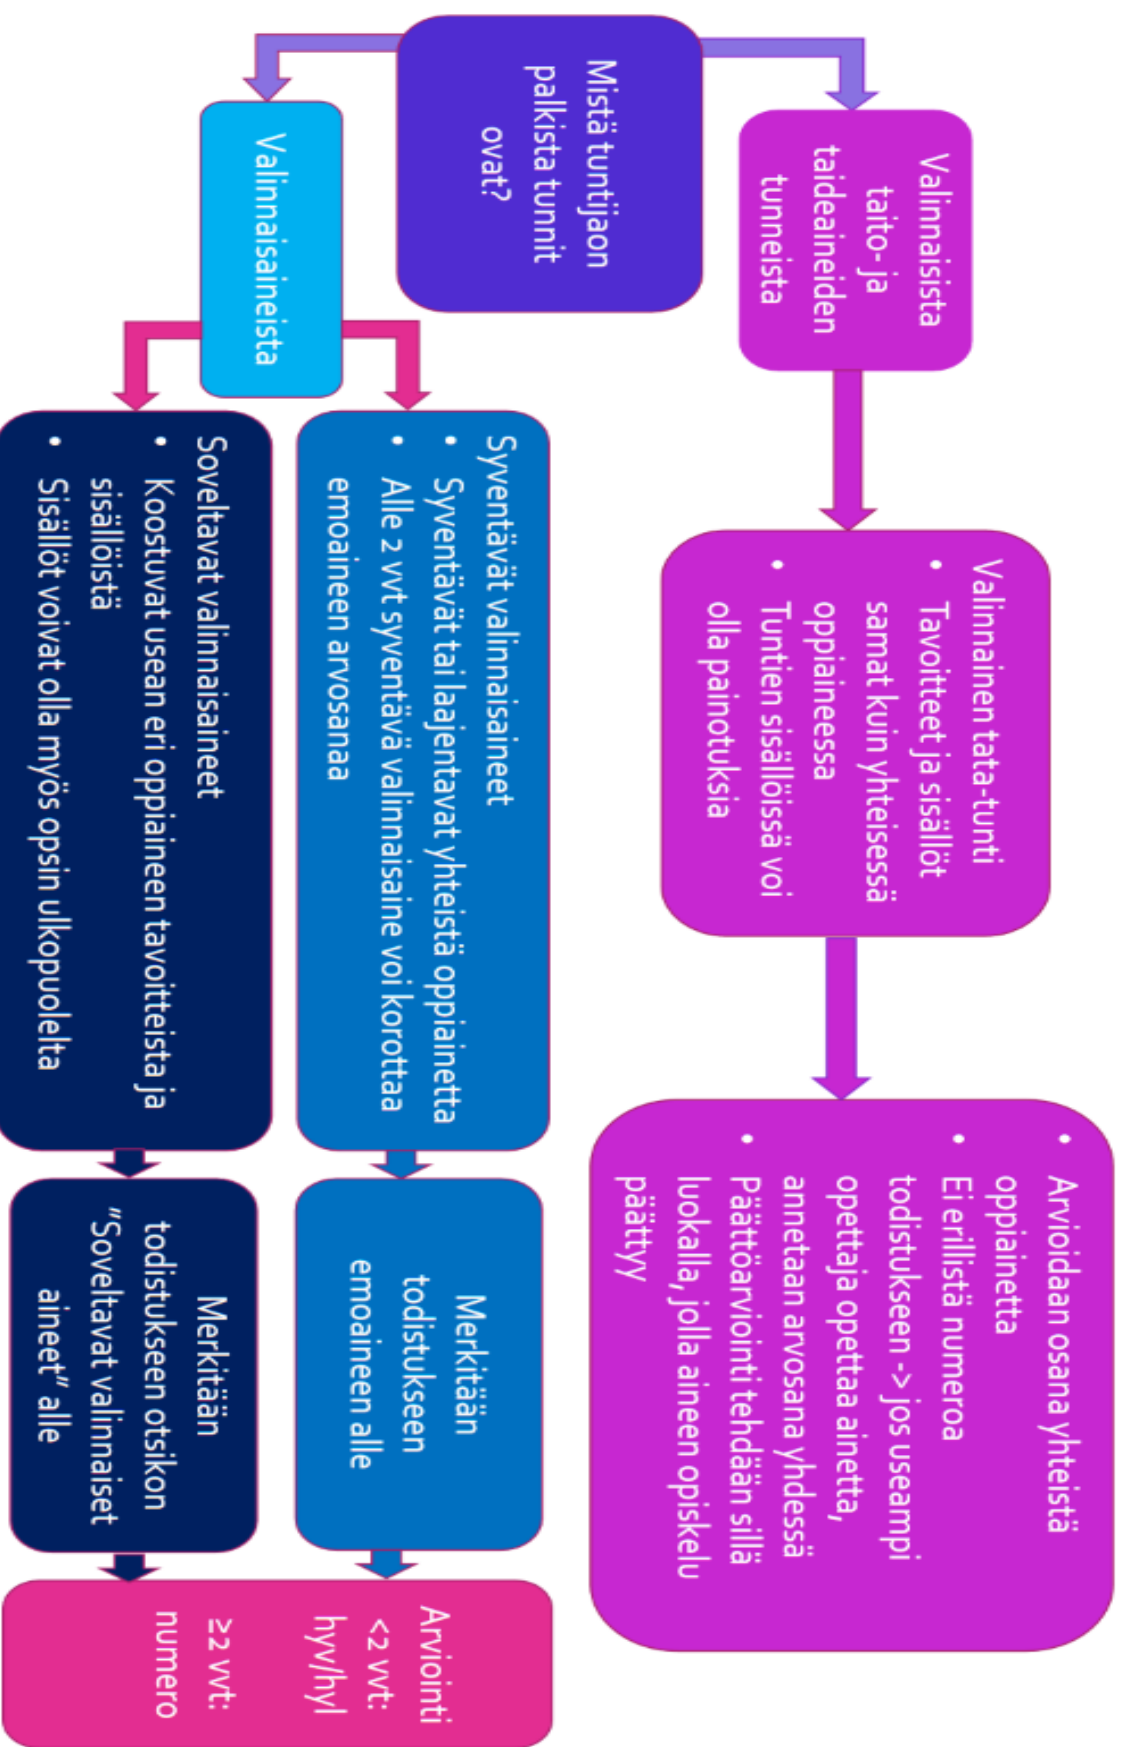 Mistä tuntijaon
palkista tunnit
ovat?
Valinnaisista
taito- ja
taideaineiden
tunneista
Valinnainen tata-tunti
• Tavoitteet ja sisällöt
samat kuin yhteisessä
oppiaineessa
• Tuntien sisällöissä voi
olla painotuksia
• Arvioidaan osana yhteistä
oppiainetta
• Ei erillistä numeroa
todistukseen -> jos useampi
opettaja opettaa ainetta,
annetaan arvosana yhdessä
• Päättöarviointi tehdään sillä
luokalla, jolla aineen opiskelu
päättyy
Valinnaisaineista
Syventävät valinnaisaineet
• Syventävät tai laajentavat yhteistä oppiainetta
• Alle 2 vvt syventävä valinnaisaine voi korottaa
emoaineen arvosanaa
Merkitään
todistukseen
emoaineen alle
Soveltavat valinnaisaineet
• Koostuvat usean eri oppiaineen tavoitteista ja
sisällöistä
• Sisällöt voivat olla myös opsin ulkopuolelta
Merkitään
todistukseen otsikon
”Soveltavat valinnaiset
aineet” alle
Arviointi
<2 vvt:
hyv/hyl
≥2 vvt:
numero